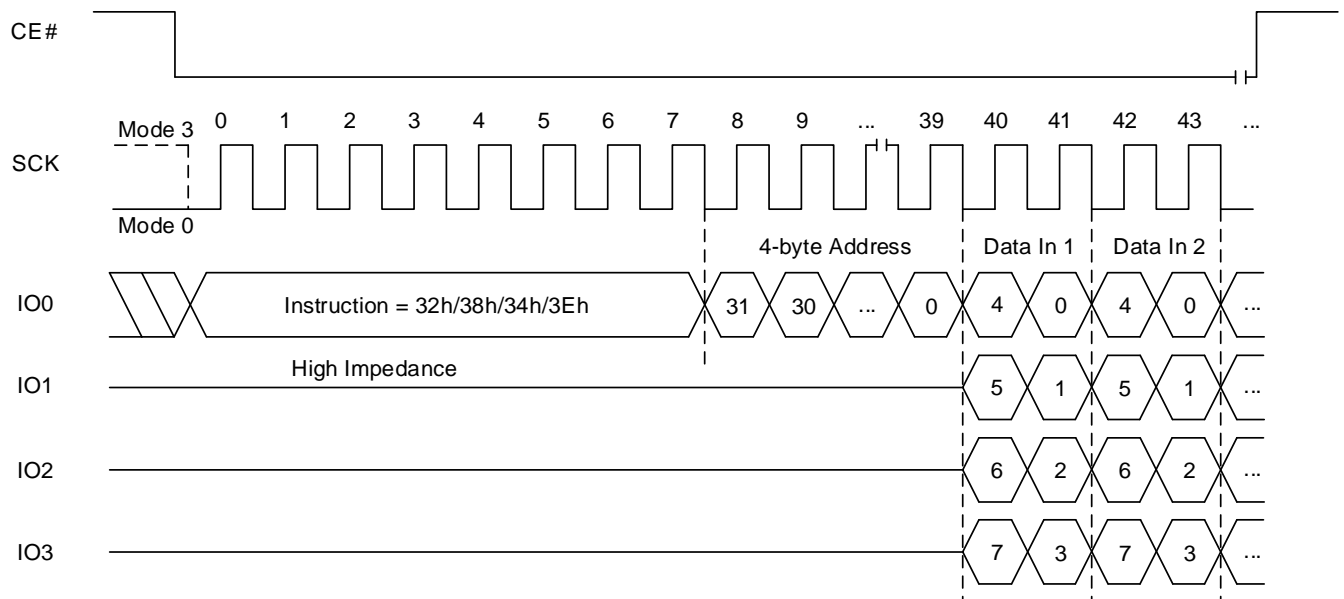 CE#
Mode 3
0 1 2 3 4 5 6 7 8 9 ... 39 40 41 42 43 ...
SCK
Mode 0
4-byte Address Data In 1 Data In 2
IO0 Instruction = 32h/38h/34h/3Eh 31 30 ... 0 4 0 4 0 ...
High Impedance
IO1 5 1 5 1 ...
IO2 6 2 6 2 ...
IO3 7 3 7 3 ...